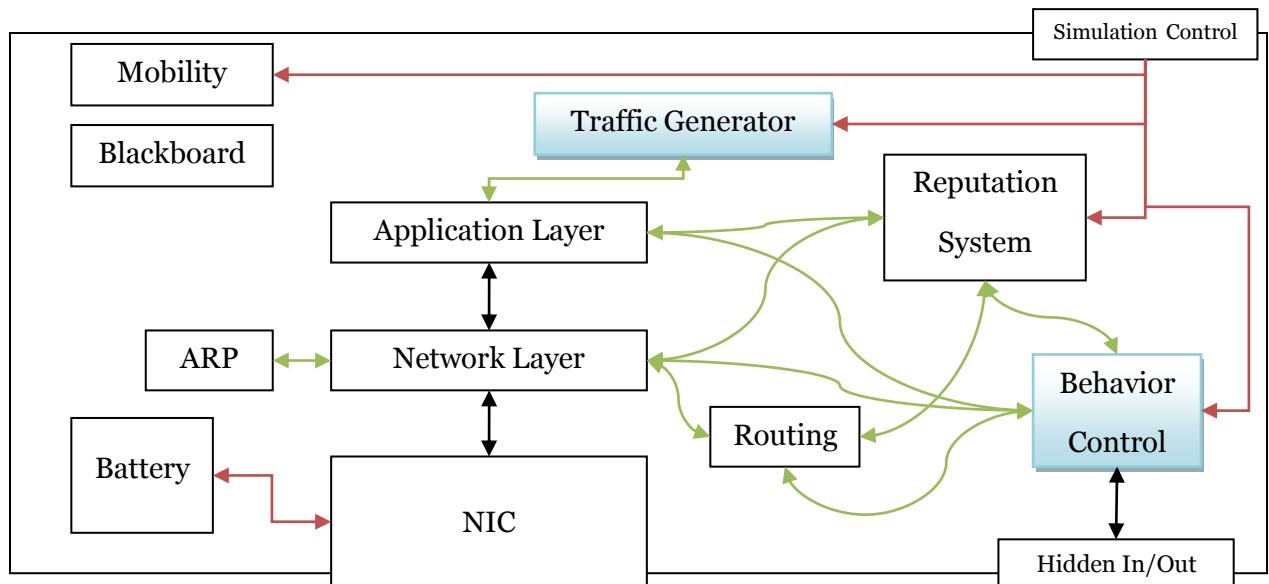 Simulation Control
Mobility
Traffic Generator
Blackboard
Reputation
System
Application Layer
ARP
Network Layer
Behavior
Control
Routing
Battery
NIC
Hidden In/Out